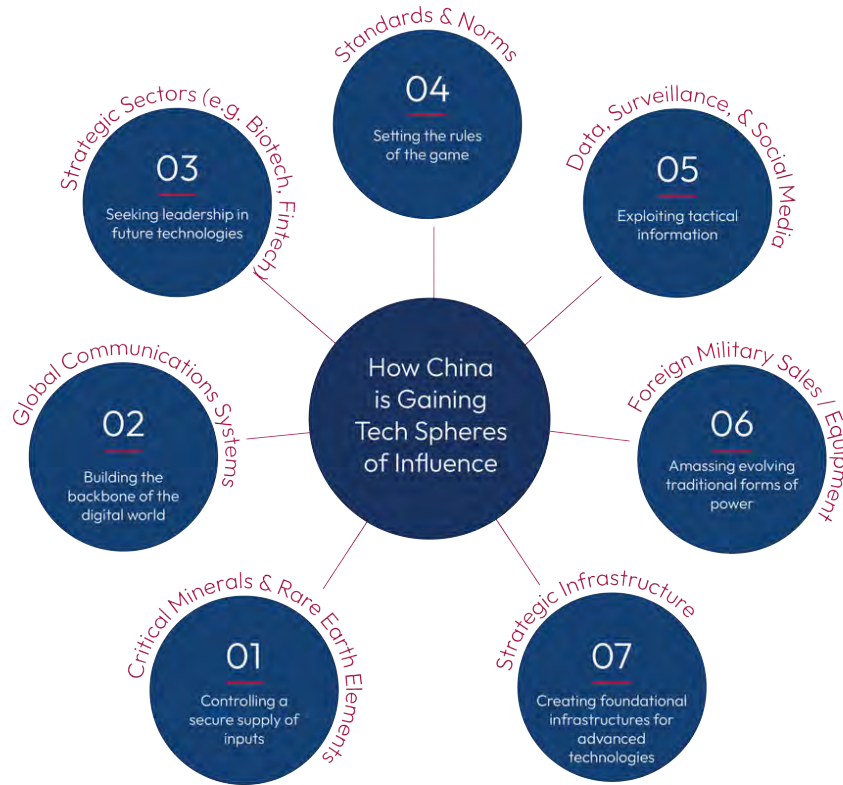 How China
is Gaining
Tech Spheres
of Influence
Critical Minerals & Rare Earth Elements
01
Controlling a
secure supply of
inputs
Global Communications Systems
02
Building the
backbone of the
digital world
Strategic Sectors (e.g. Biotech, Fintech)
03
Seeking leadership in
future technologies
Standards & Norms
04
Setting the rules
of the game
Data, Surveillance, & Social Media
05
Exploiting tactical
information
Foreign Military Sales / Equipment
06
Amassing evolving
traditional forms of
power
Strategic Infrastructure
07
Creating foundational
infrastructures for
advanced
technologies